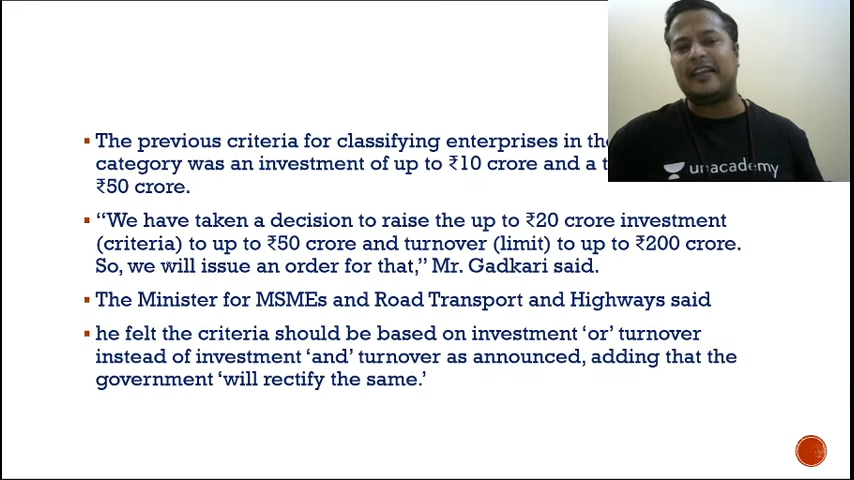 The previous criteria for classifying enterprises in the
category was an investment of up to ₹10 crore and a t
₹50 crore.
“We have taken a decision to raise the up to ₹20 crore investment
(criteria) to up to ₹50 crore and turnover (limit) to up to ₹200 crore.
So, we will issue an order for that,” Mr. Gadkari said.
The Minister for MSMEs and Road Transport and Highways said
he felt the criteria should be based on investment ‘or’ turnover
instead of investment ‘and’ turnover as announced, adding that the
government ‘will rectify the same.’
unacademy